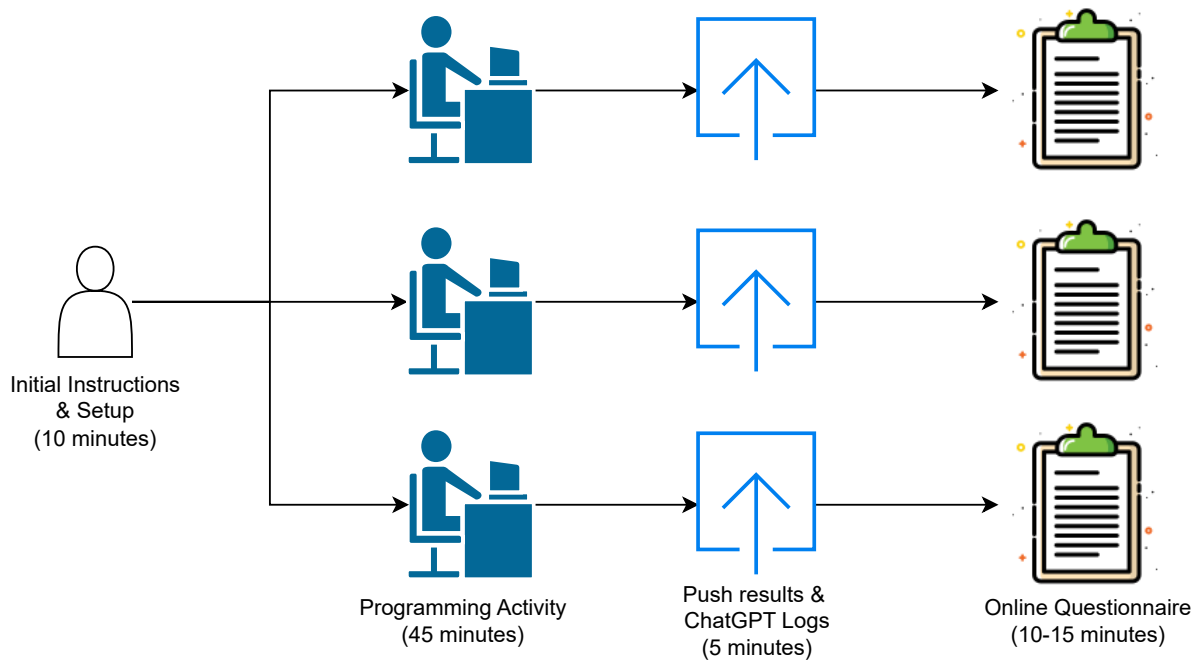 Initial Instructions
& Setup
(10 minutes)
Programming Activity
(45 minutes)
Push results &
ChatGPT Logs
(5 minutes)
Online Questionnaire
(10-15 minutes)